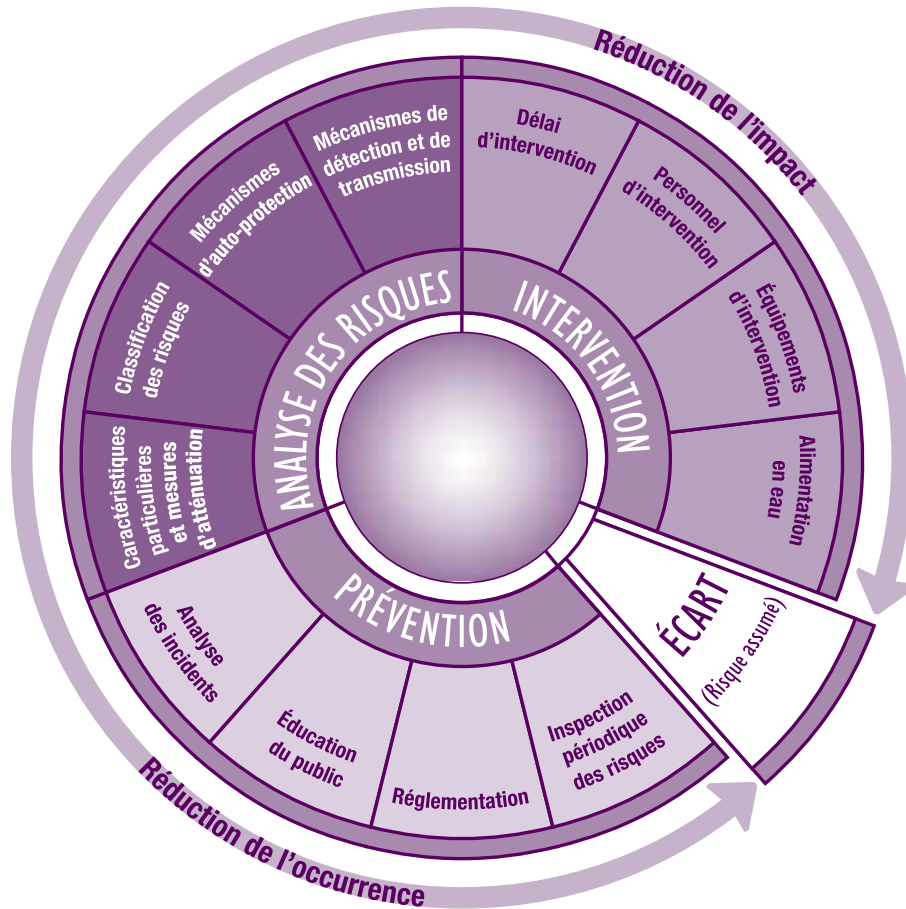 Réduction de l'impact
Mécanismes de
détection et de
transmission
Délai
d'intervention
Mécanismes
d'auto-protection
Personnel
d'intervention
Classification
des risques
Équipements
d'intervention
Caractéristiques
particulières
et mesures
d'atténuation
Alimentation
en eau
ANALYSE DES RISQUES
INTERVENTION
PRÉVENTION
ÉCART
(Risque assumé)
Analyse
des incidents
Éducation
du public
Réglementation
Inspection
périodique
des risques
Réduction de l'occurrence